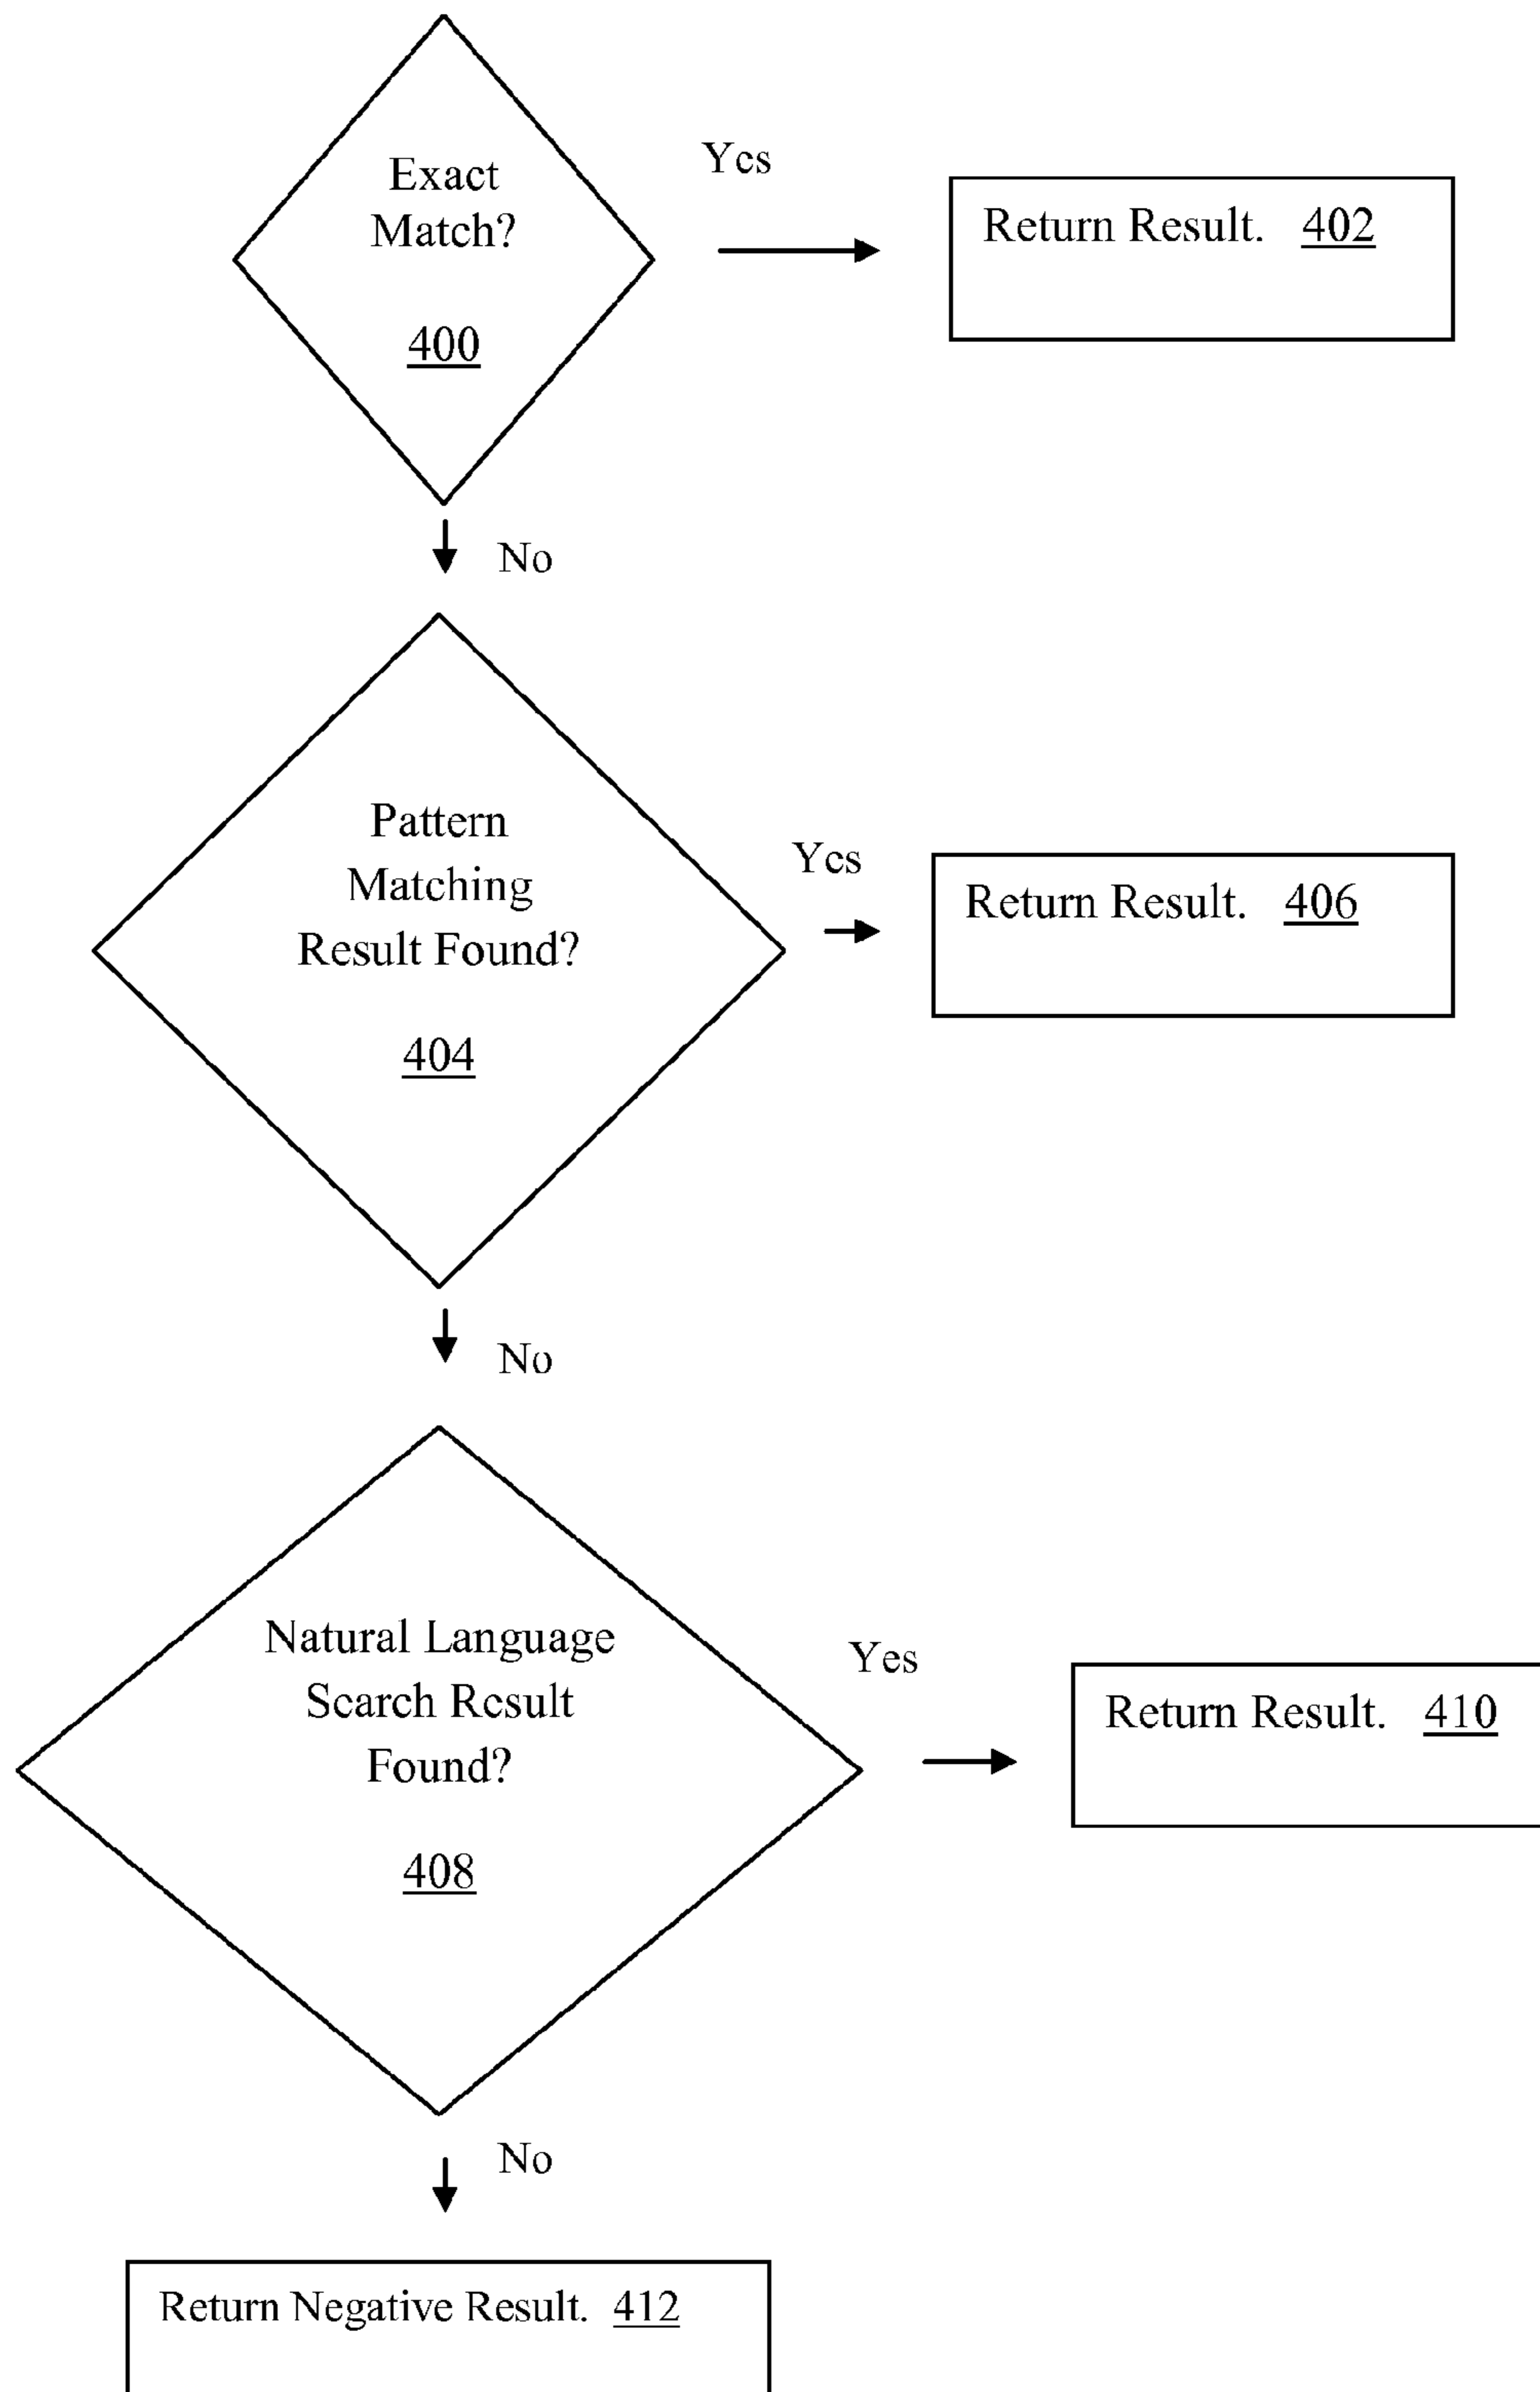 Exact
Match?
400
Yes
Return Result. 402
No
Pattern
Matching
Result Found?
404
Yes
Return Result. 406
No
Natural Language
Search Result
Found?
408
Yes
Return Result. 410
No
Return Negative Result. 412